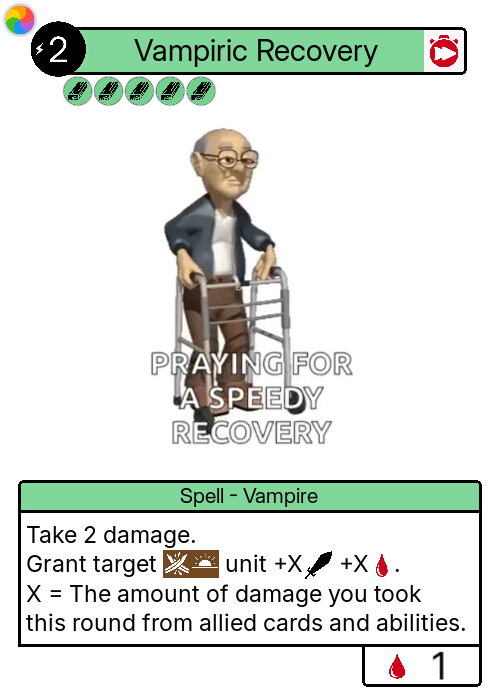 2
Vampiric Recovery
PRAYING FOR
A SPEEDY
RECOVERY
Spell - Vampire
Take 2 damage.
Grant target unit +X +X .
X = The amount of damage you took
this round from allied cards and abilities.
1